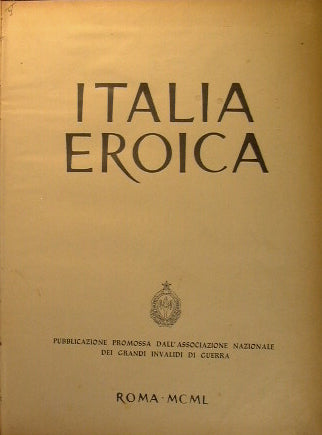 ITALIA
EROICA
PUBBLICAZIONE PROMOSSA DALL'ASSOCIAZIONE NAZIONALE
DEI GRANDI INVALIDI DI GUERRA
ROMA · MCML